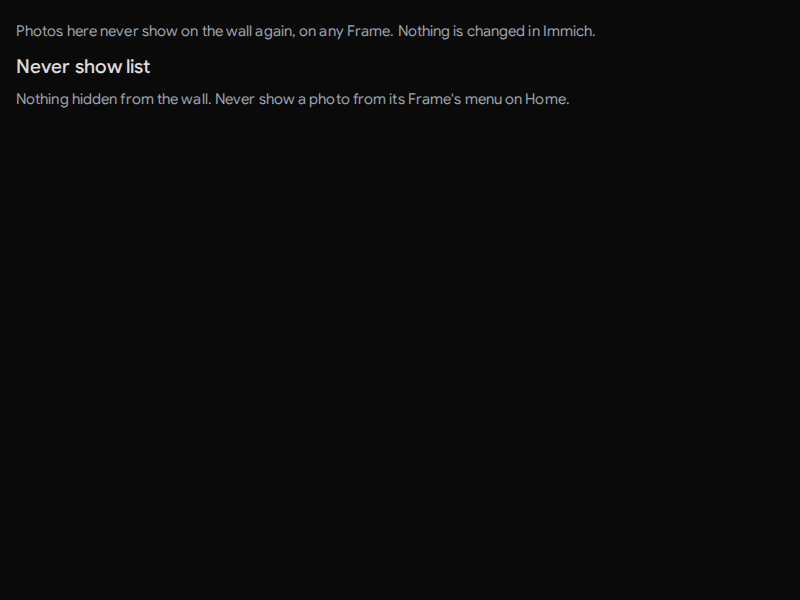 Photos here never show on the wall again, on any Frame. Nothing is changed in Immich.
Never show list
Nothing hidden from the wall. Never show a photo from its Frame's menu on Home.